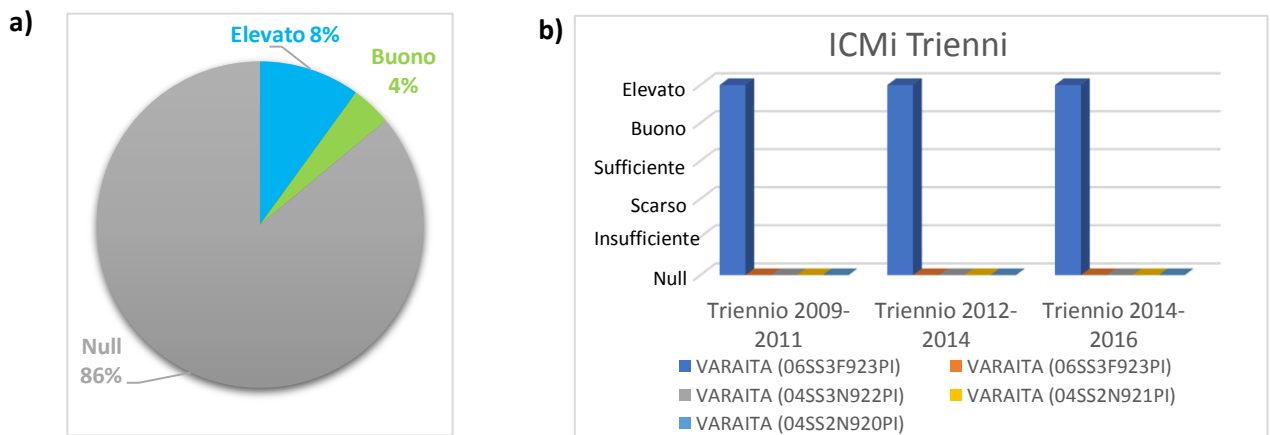 a)
Elevato 8%
Buono
4%
Null
86%
b)
ICMi Trienni
Elevato
Buono
Sufficiente
Scarso
Insufficiente
Null
Triennio 2009-
2011
Triennio 2012-
2014
Triennio 2014-
2016
VARAITA (06SS3F923PI)
VARAITA (06SS3F923PI)
VARAITA (04SS3N922PI)
VARAITA (04SS2N921PI)
VARAITA (04SS2N920PI)